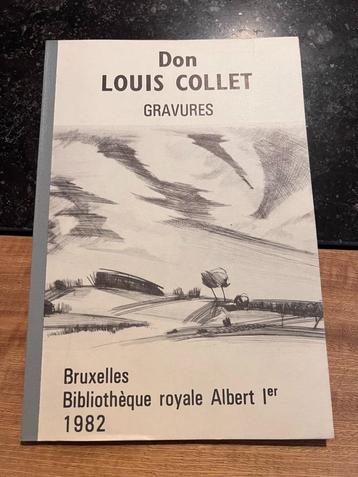 Don
LOUIS COLLET
GRAVURES
Bruxelles
Bibliothèque royale Albert Ier
1982